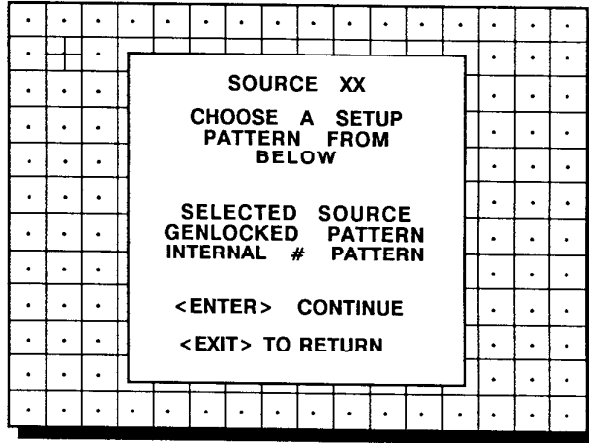 SOURCE XX
CHOOSE A SETUP
PATTERN FROM
BELOW
SELECTED SOURCE
GENLOCKED PATTERN
INTERNAL # PATTERN
<ENTER> CONTINUE
<EXIT> TO RETURN